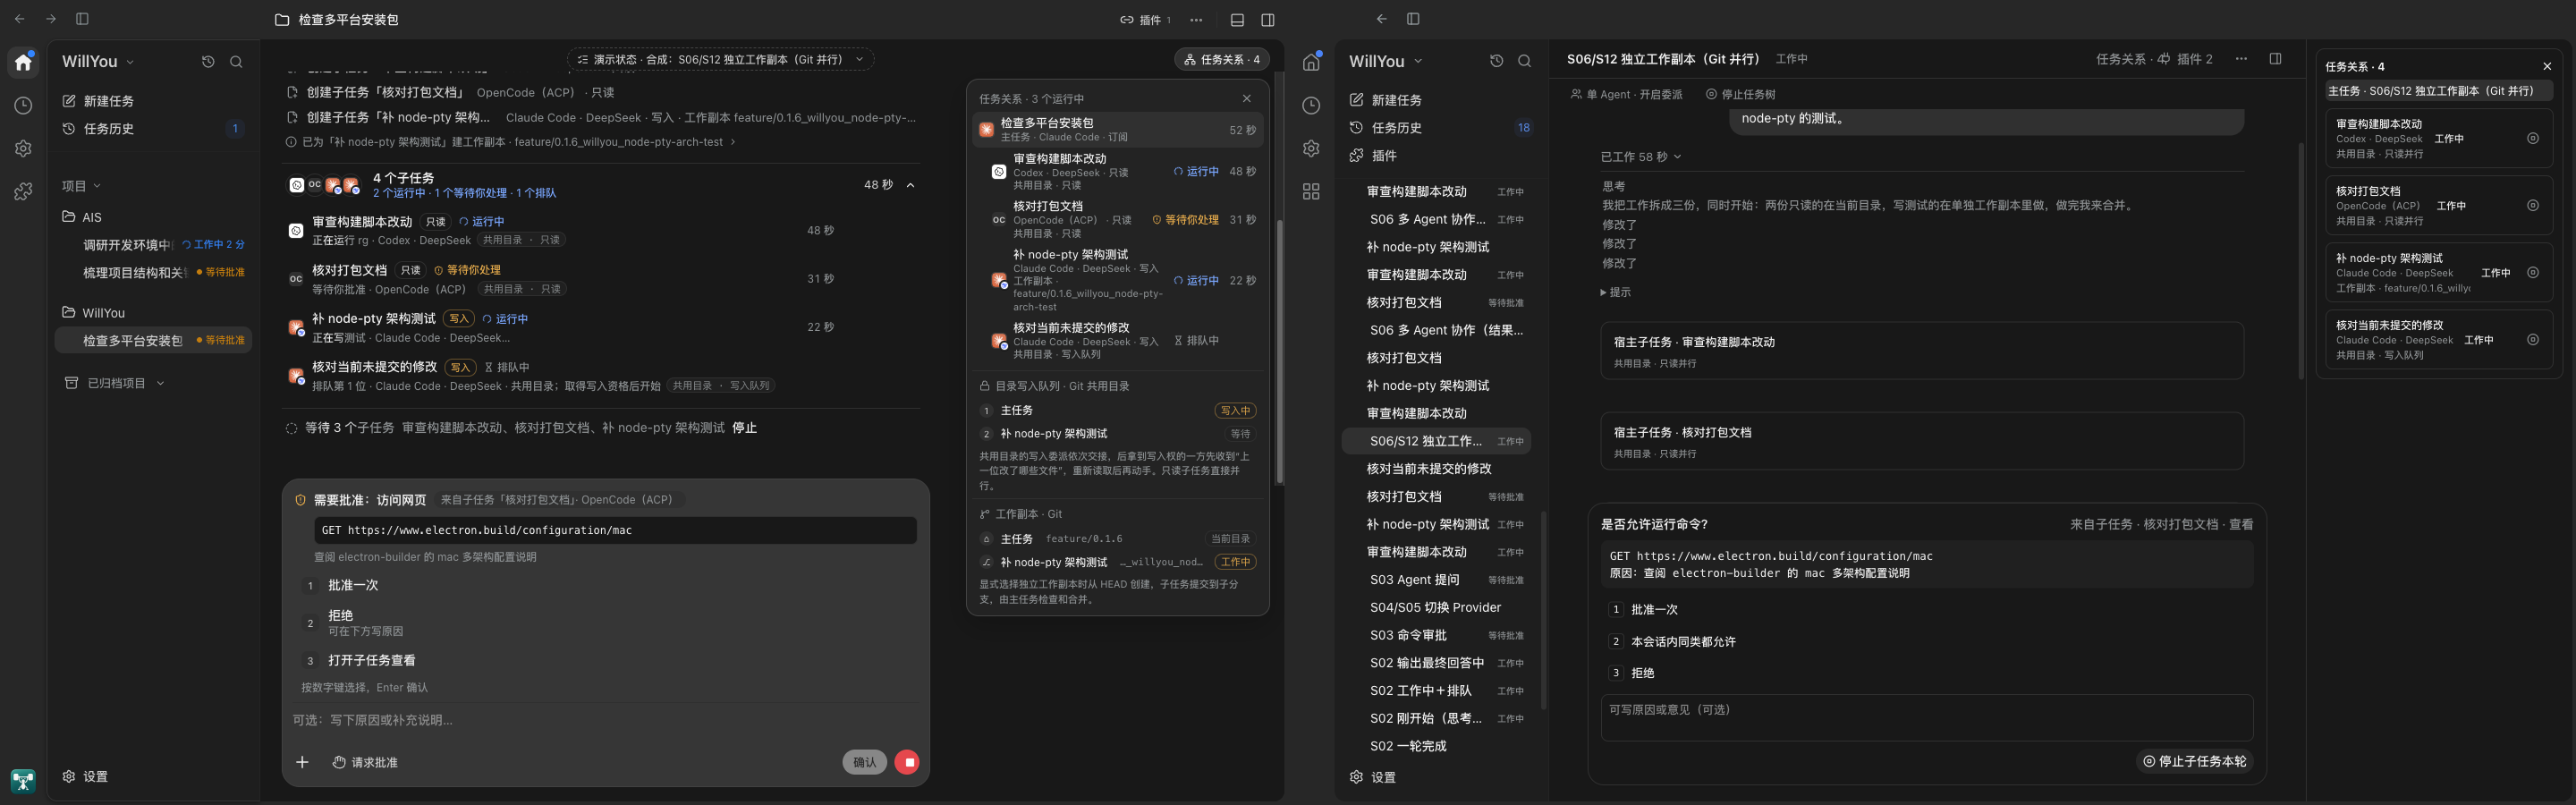 检查多平台安装包
插件 1
WillYou
新建任务
任务历史 1
项目
AIS
调研开发环境中 工作中 2 分
梳理项目结构和关 等待批准
WillYou
检查多平台安装包 等待批准
已归档项目
设置
演示状态 · 合成：S06/S12 独立工作副本（Git 并行）
任务关系 · 4
创建子任务「核对打包文档」 OpenCode（ACP） · 只读
创建子任务「补 node-pty 架构... Claude Code · DeepSeek · 写入 · 工作副本 feature/0.1.6_willyou_node-pty-...
已为「补 node-pty 架构测试」建工作副本 · feature/0.1.6_willyou_node-pty-arch-test
4 个子任务
2 个运行中 · 1 个等待你处理 · 1 个排队
48 秒
审查构建脚本改动 只读 运行中
正在运行 rg · Codex · DeepSeek 共用目录 · 只读
48 秒
OC
核对打包文档 只读 等待你处理
等待你批准 · OpenCode（ACP） 共用目录 · 只读
31 秒
补 node-pty 架构测试 写入 运行中
正在写测试 · Claude Code · DeepSeek...
22 秒
核对当前未提交的修改 写入 排队中
排队第 1 位 · Claude Code · DeepSeek · 共用目录；取得写入资格后开始 共用目录 · 写入队列
等待 3 个子任务 审查构建脚本改动、核对打包文档、补 node-pty 架构测试 停止
需要批准：访问网页 来自子任务「核对打包文档」· OpenCode（ACP）
GET https://www.electron.build/configuration/mac
查阅 electron-builder 的 mac 多架构配置说明
1 批准一次
2 拒绝
可在下方写原因
3 打开子任务查看
按数字键选择，Enter 确认
可选：写下原因或补充说明...
请求批准
确认
任务关系 · 3 个运行中
检查多平台安装包
主任务 · Claude Code · 订阅
52 秒
审查构建脚本改动
Codex · DeepSeek · 只读
共用目录 · 只读
运行中 48 秒
OC
核对打包文档
OpenCode（ACP） · 只读
共用目录 · 只读
等待你处理 31 秒
补 node-pty 架构测试
Claude Code · DeepSeek · 写入
工作副本 ·
feature/0.1.6_willyou_node-pty-
arch-test
运行中 22 秒
核对当前未提交的修改
Claude Code · DeepSeek · 写入
共用目录 · 写入队列
排队中
目录写入队列 · Git 共用目录
1 主任务 写入中
2 补 node-pty 架构测试 等待
共用目录的写入委派依次交接，后拿到写入权的一方先收到“上
一位改了哪些文件”，重新读取后再动手。只读子任务直接并
行。
工作副本 · Git
主任务 feature/0.1.6 当前目录
补 node-pty 架构测试 …_willyou_nod… 工作中
显式选择独立工作副本时从 HEAD 创建，子任务提交到子分
支，由主任务检查和合并。
WillYou
新建任务
任务历史 18
插件
审查构建脚本改动 工作中
S06 多 Agent 协作... 工作中
补 node-pty 架构测试
审查构建脚本改动 工作中
核对打包文档 等待批准
S06 多 Agent 协作（结果...
核对打包文档
补 node-pty 架构测试
审查构建脚本改动
S06/S12 独立工作... 工作中
核对当前未提交的修改
核对打包文档 等待批准
补 node-pty 架构测试 工作中
审查构建脚本改动 工作中
S03 Agent 提问 等待批准
S04/S05 切换 Provider
S03 命令审批 等待批准
S02 输出最终回答中 工作中
S02 工作中＋排队 工作中
S02 刚开始（思考... 工作中
S02 一轮完成
设置
S06/S12 独立工作副本（Git 并行） 工作中
任务关系 · 4 插件 2
单 Agent · 开启委派 停止任务树
node-pty 的测试。
已工作 58 秒
思考
我把工作拆成三份，同时开始：两份只读的在当前目录，写测试的在单独工作副本里做，做完我来合并。
修改了
修改了
修改了
提示
宿主子任务 · 审查构建脚本改动
共用目录 · 只读并行
宿主子任务 · 核对打包文档
共用目录 · 只读并行
是否允许运行命令？ 来自子任务 · 核对打包文档 · 查看
GET https://www.electron.build/configuration/mac
原因：查阅 electron-builder 的 mac 多架构配置说明
1 批准一次
2 本会话内同类都允许
3 拒绝
可写原因或意见（可选）
停止子任务本轮
任务关系 · 4
主任务 · S06/S12 独立工作副本（Git 并行）
审查构建脚本改动
Codex · DeepSeek 工作中
共用目录 · 只读并行
核对打包文档
OpenCode（ACP） 工作中
共用目录 · 只读并行
补 node-pty 架构测试
Claude Code · DeepSeek 工作中
工作副本 · feature/0.1.6_willyo
核对当前未提交的修改
Claude Code · DeepSeek 工作中
共用目录 · 写入队列